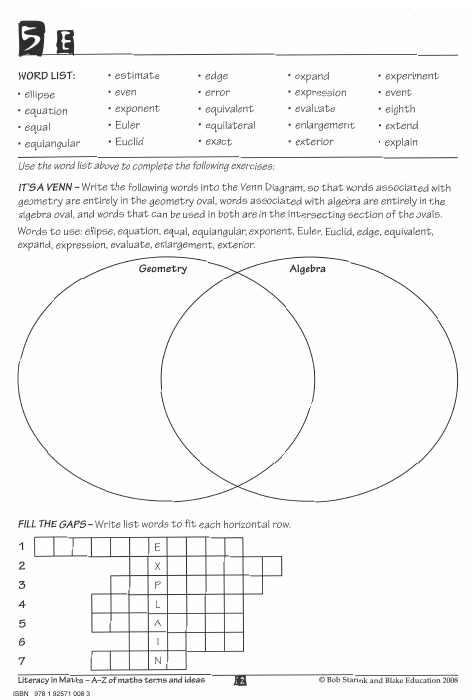 5 E
WORD LIST:
• ellipse
• equation
• equal
• equiangular
• estimate
• even
• exponent
• Euler
• Euclid
• edge
• error
• equivalent
• equilateral
• exact
• expand
• expression
• evaluate
• enlargement
• exterior
• experiment
• event
• eighth
• extend
• explain
Use the word list above to complete the following exercises:
IT'S A VENN – Write the following words into the Venn Diagram, so that words associated with
geometry are entirely in the geometry oval, words associated with algebra are entirely in the
algebra oval, and words that can be used in both are in the intersecting section of the ovals.
Words to use: ellipse, equation, equal, equiangular, exponent, Euler, Euclid, edge, equivalent,
expand, expression, evaluate, enlargement, exterior.
Geometry Algebra
FILL THE GAPS – Write list words to fit each horizontal row.
1 E
2 X
3 P
4 L
5 A
6 I
7 N
Literacy in Maths – A–Z of maths terms and ideas 12 © Bob Starink and Blake Education 2008
ISBN 978 1 92571 008 3